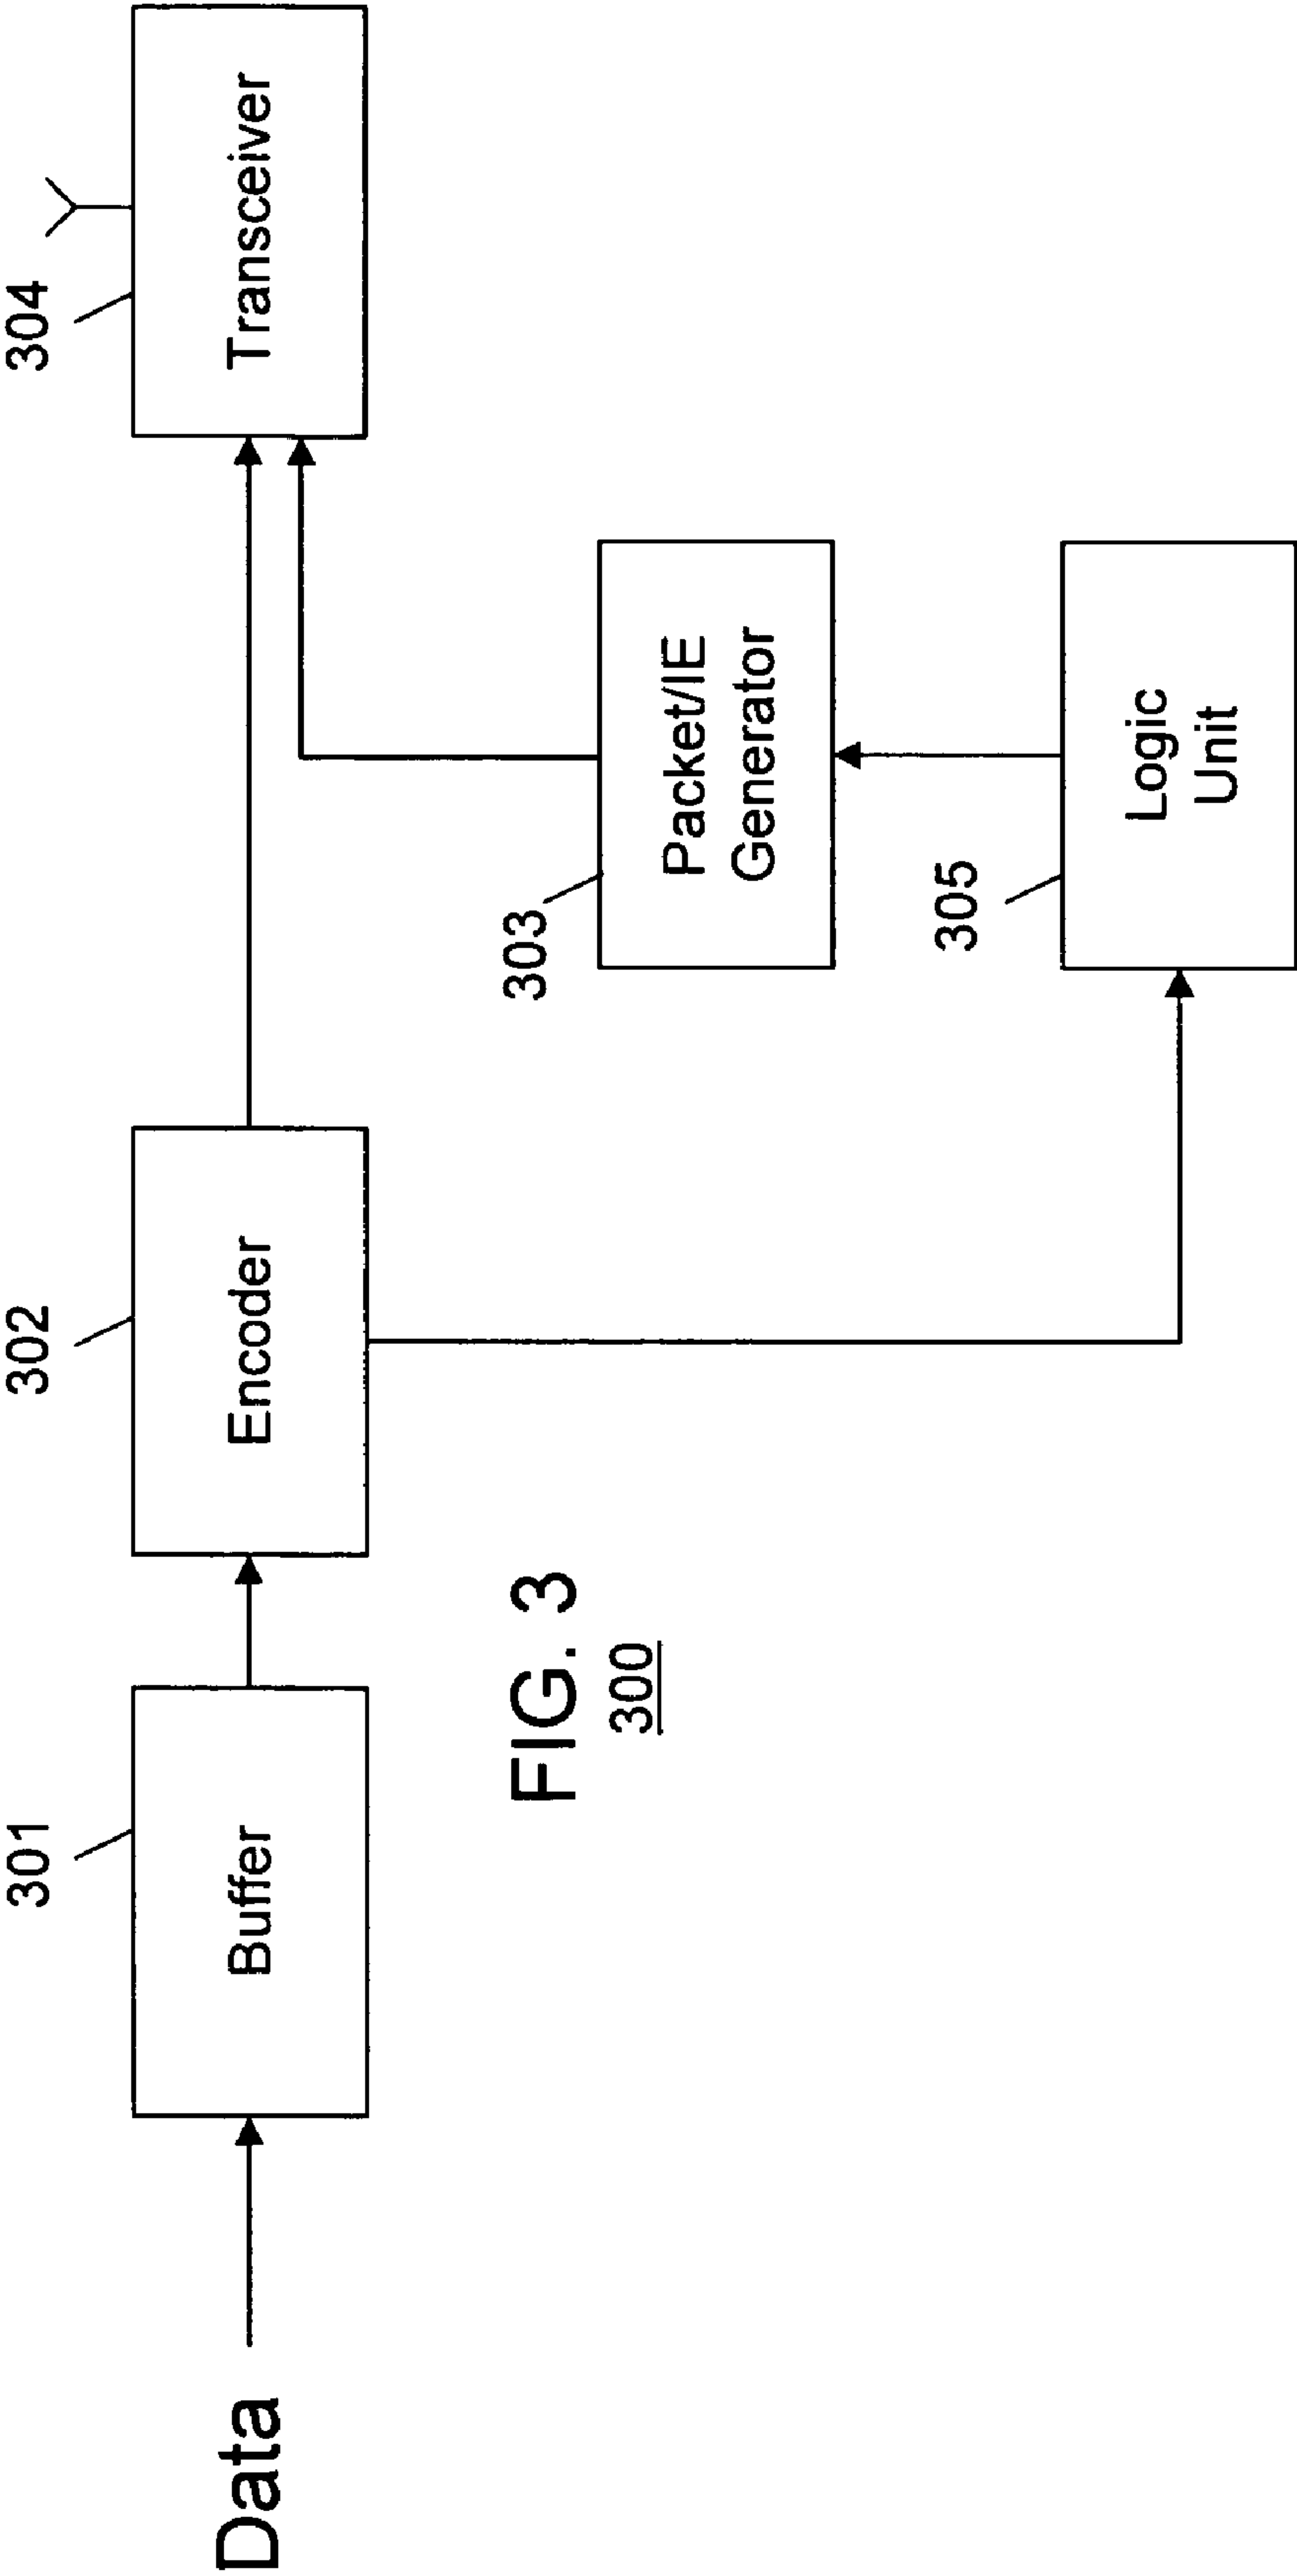 301
302
304
Data
Buffer
Encoder
Transceiver
303
Packet/IE
Generator
FIG. 3
300
305
Logic
Unit